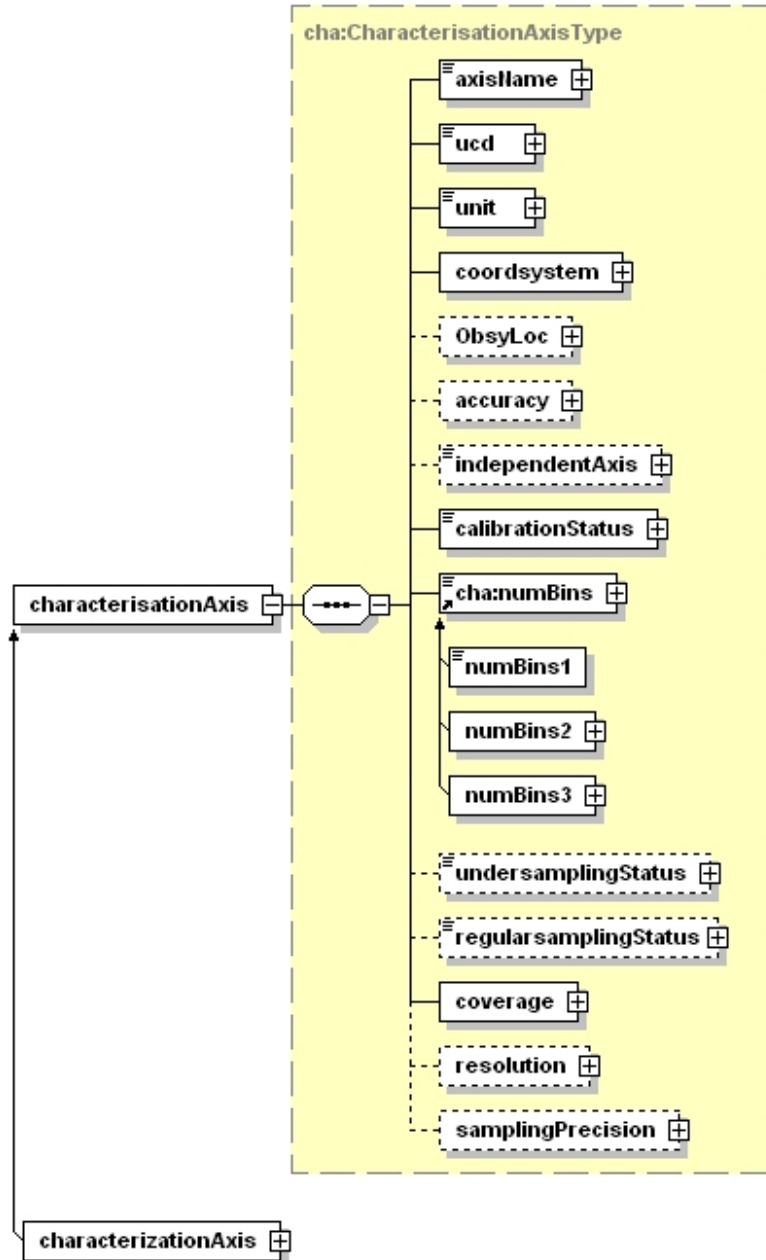 cha:CharacterisationAxisType
axisName
ucd
unit
coordsystem
ObsyLoc
accuracy
independentAxis
calibrationStatus
characterisationAxis
cha:numBins
numBins1
numBins2
numBins3
undersamplingStatus
regularsamplingStatus
coverage
resolution
samplingPrecision
characterizationAxis